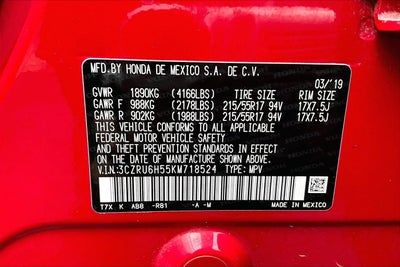 MFD.BY HONDA DE MEXICO S.A. DE C.V.
03/'19
GVWR 1890KG (4166LBS) TIRE SIZE RIM SIZE
GAWR F 988KG (2178LBS) 215/55R17 94V 17X7.5J
GAWR R 902KG (1988LBS) 215/55R17 94V 17X7.5J
THIS VEHICLE CONFORMS TO ALL APPLICABLE
FEDERAL MOTOR VEHICLE SAFETY, BUMPER, AND
THEFT PREVENTION STANDARDS IN EFFECT ON THE
DATE OF MANUFACTURE SHOWN ABOVE.
V.I.N:3CZRU6H55KM718524 TYPE: MPV
T7X K AB8 -RB1 -A -M MADE IN MEXICO